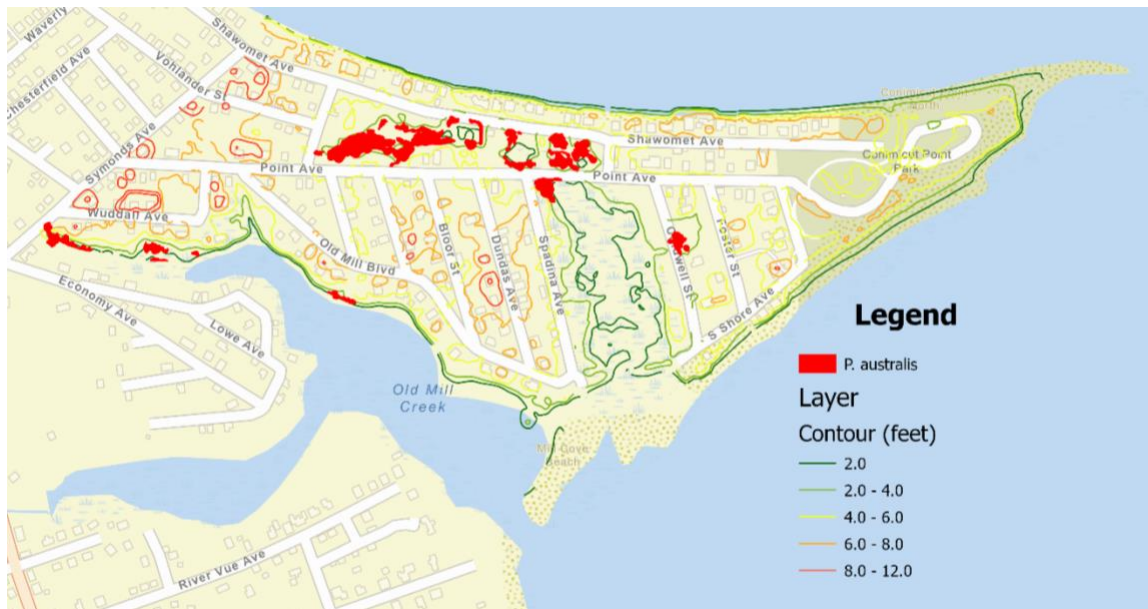 Waverly
Shawomet Ave
Vohlander St
Chesterfield Ave
Symonds Ave
Point Ave
Wuddall Ave
Old Mill Blvd
Bloor St
Dundas Ave
Spadina Ave
Point Ave
Shawomet Ave
Conimicut Point
Park
Foster St
S Shore Ave
Economy Ave
Lowe Ave
Old Mill
Creek
Beach
River Vue Ave
Legend
P. australis
Layer
Contour (feet)
2.0
2.0 - 4.0
4.0 - 6.0
6.0 - 8.0
8.0 - 12.0